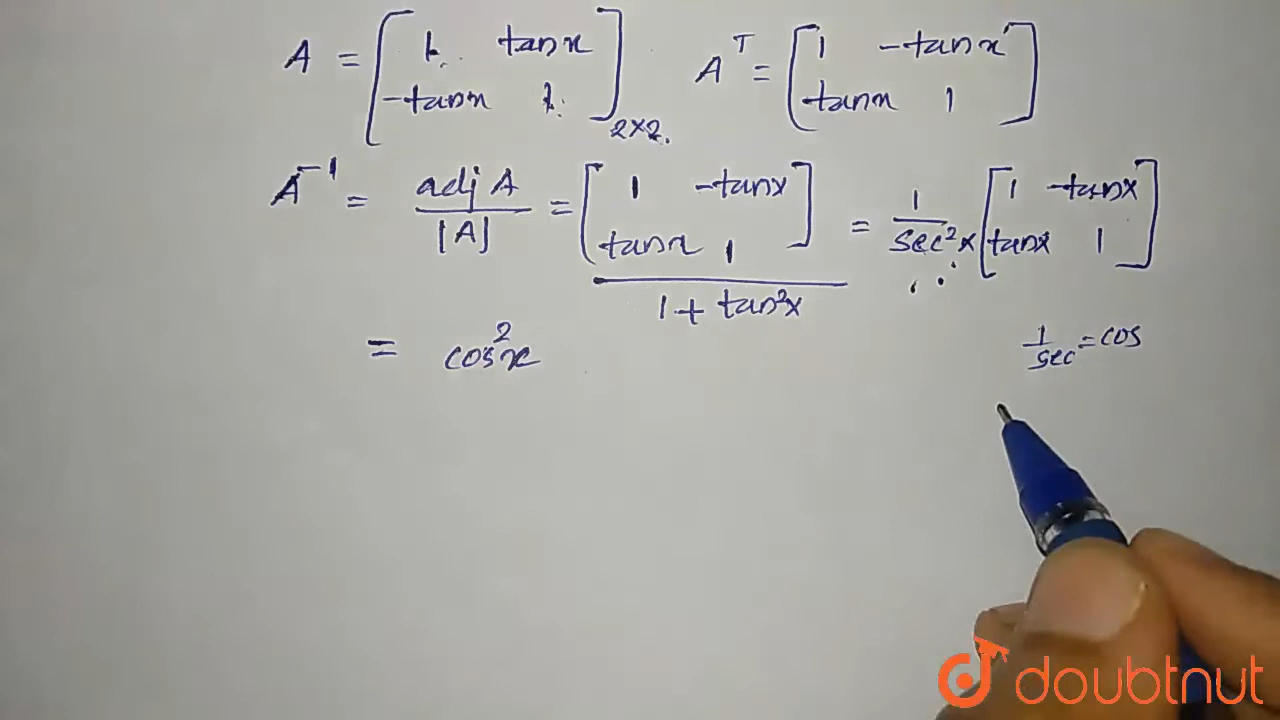 A = [1 tanx -tanx 1]2×2. A^T = [1 -tanx tanx 1]
A^-1 = adj A / |A| = [1 -tanx tanx 1] / 1 + tan²x = 1 / sec²x [1 -tanx tanx 1]
= cos²x 1/sec = cos
doubtnut